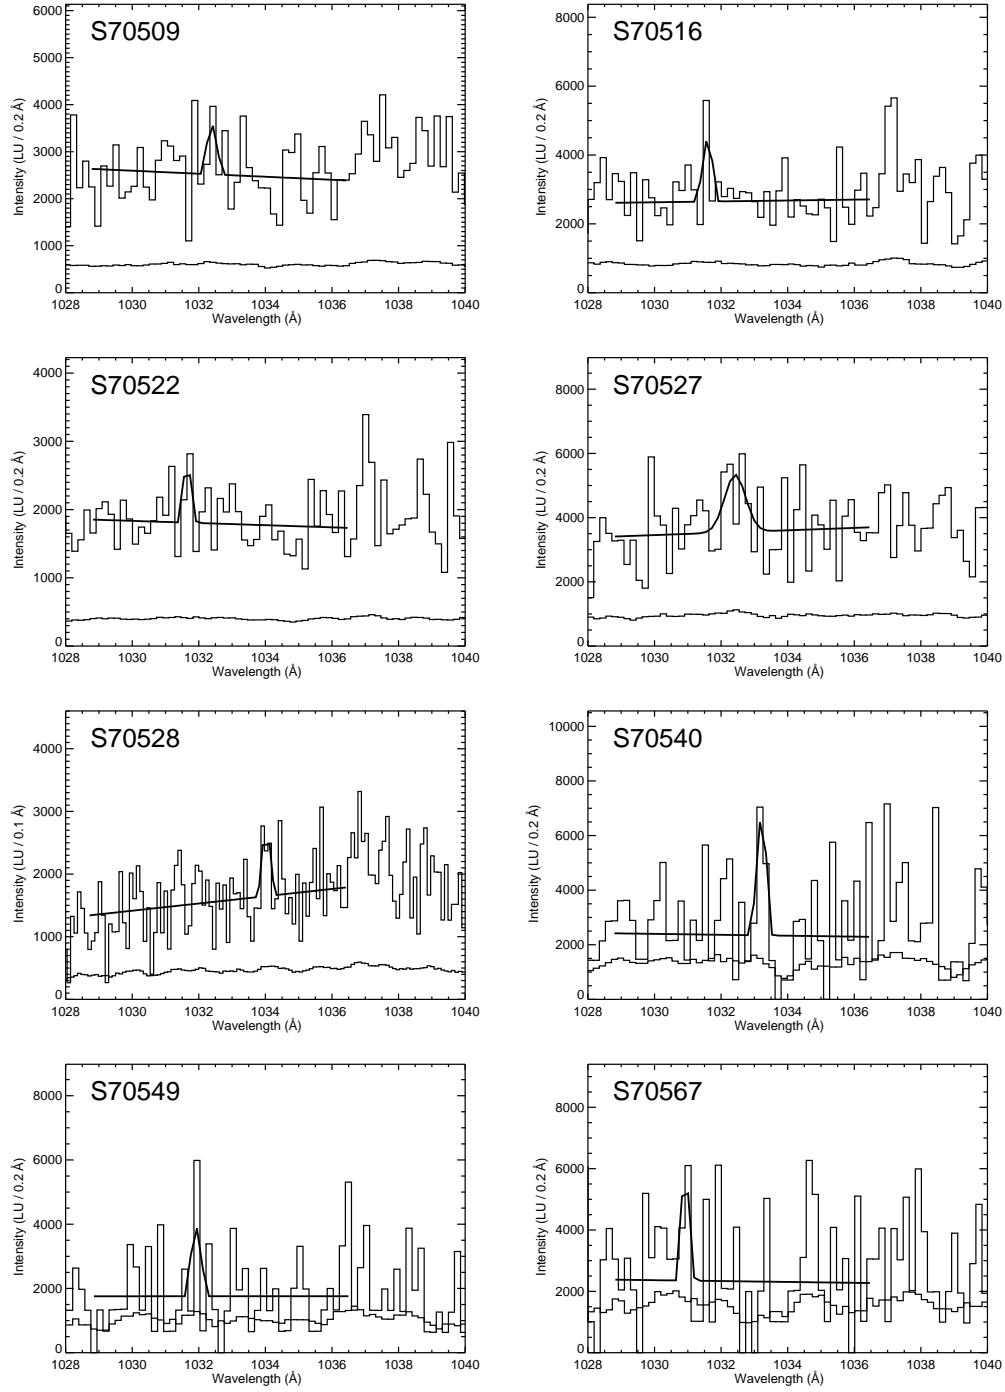 S70509
Intensity (LU / 0.2 Å)
6000
5000
4000
3000
2000
1000
0
1028 1030 1032 1034 1036 1038 1040
Wavelength (Å)
S70516
Intensity (LU / 0.2 Å)
8000
6000
4000
2000
0
1028 1030 1032 1034 1036 1038 1040
Wavelength (Å)
S70522
Intensity (LU / 0.2 Å)
4000
3000
2000
1000
0
1028 1030 1032 1034 1036 1038 1040
Wavelength (Å)
S70527
Intensity (LU / 0.2 Å)
8000
6000
4000
2000
0
1028 1030 1032 1034 1036 1038 1040
Wavelength (Å)
S70528
Intensity (LU / 0.1 Å)
4000
3000
2000
1000
0
1028 1030 1032 1034 1036 1038 1040
Wavelength (Å)
S70540
Intensity (LU / 0.2 Å)
10000
8000
6000
4000
2000
0
1028 1030 1032 1034 1036 1038 1040
Wavelength (Å)
S70549
Intensity (LU / 0.2 Å)
8000
6000
4000
2000
0
1028 1030 1032 1034 1036 1038 1040
Wavelength (Å)
S70567
Intensity (LU / 0.2 Å)
8000
6000
4000
2000
0
1028 1030 1032 1034 1036 1038 1040
Wavelength (Å)